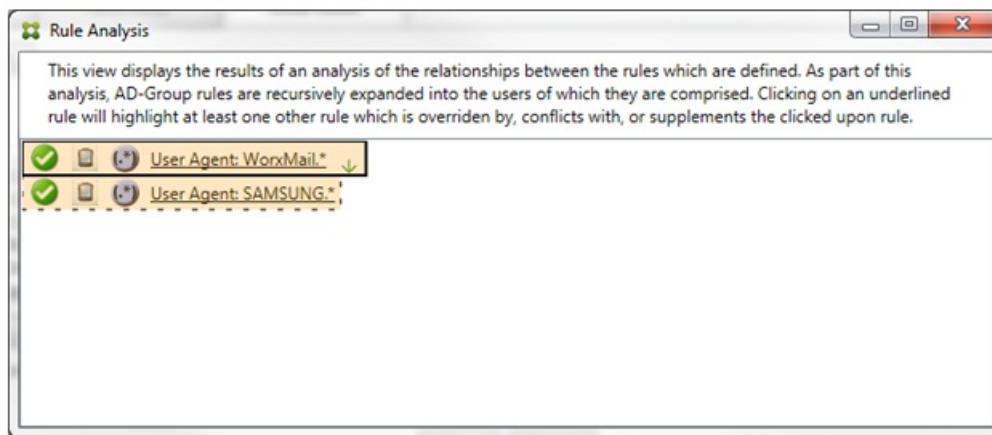 Rule Analysis
This view displays the results of an analysis of the relationships between the rules which are defined. As part of this
analysis, AD-Group rules are recursively expanded into the users of which they are comprised. Clicking on an underlined
rule will highlight at least one other rule which is overriden by, conflicts with, or supplements the clicked upon rule.
(.*) User Agent: WorxMail.*
(.*) User Agent: SAMSUNG.*